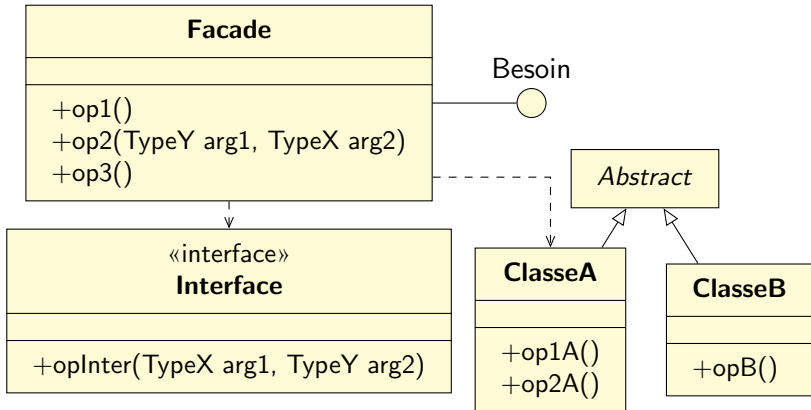 Facade
+op1()
+op2(TypeY arg1, TypeX arg2)
+op3()
Besoin
Abstract
«interface»
Interface
+opInter(TypeX arg1, TypeY arg2)
ClasseA
+op1A()
+op2A()
ClasseB
+opB()